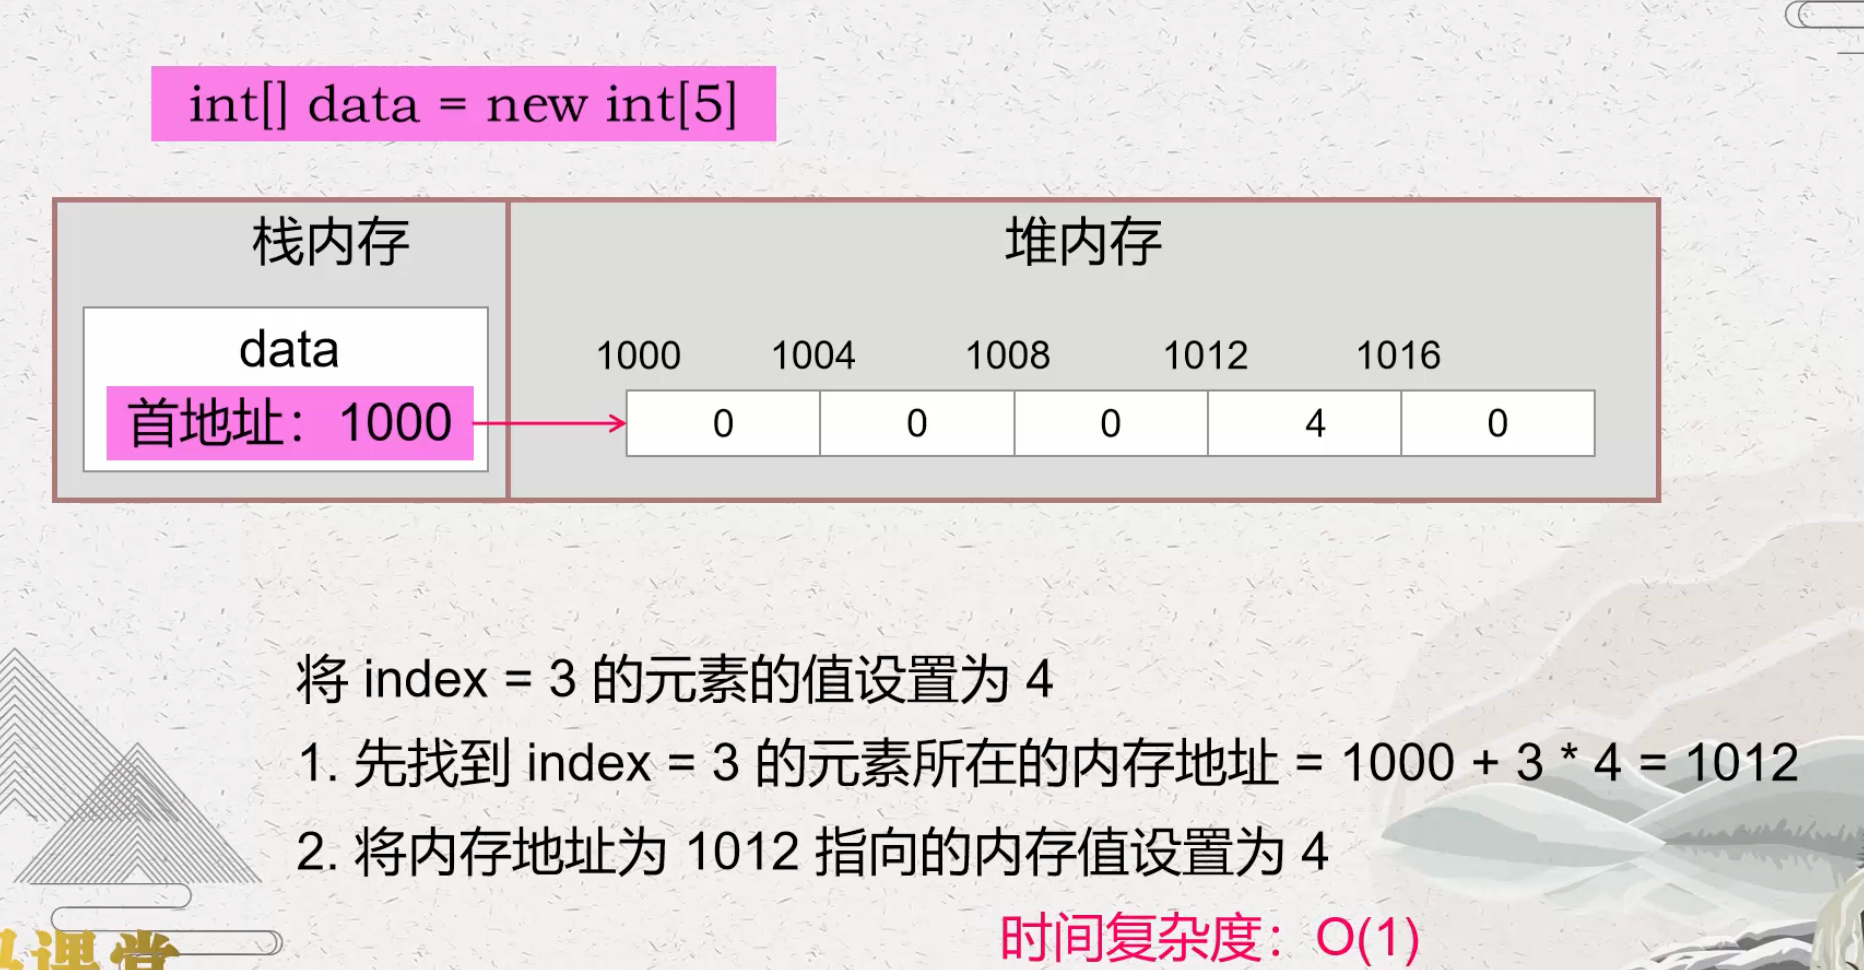 int[] data = new int[5]
栈内存
堆内存
data
首地址：1000
1000 1004 1008 1012 1016
0 0 0 4 0
将 index = 3 的元素的值设置为 4
1. 先找到 index = 3 的元素所在的内存地址 = 1000 + 3 * 4 = 1012
2. 将内存地址为 1012 指向的内存值设置为 4
时间复杂度：O(1)
课堂